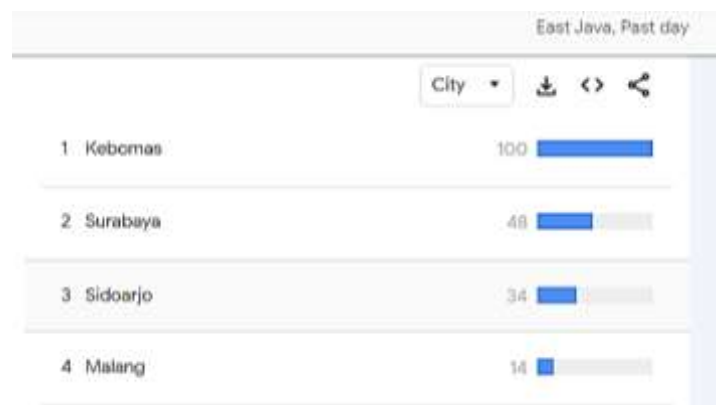 East Java, Past day
City
1 Kebomas 100
2 Surabaya 48
3 Sidoarjo 34
4 Malang 14